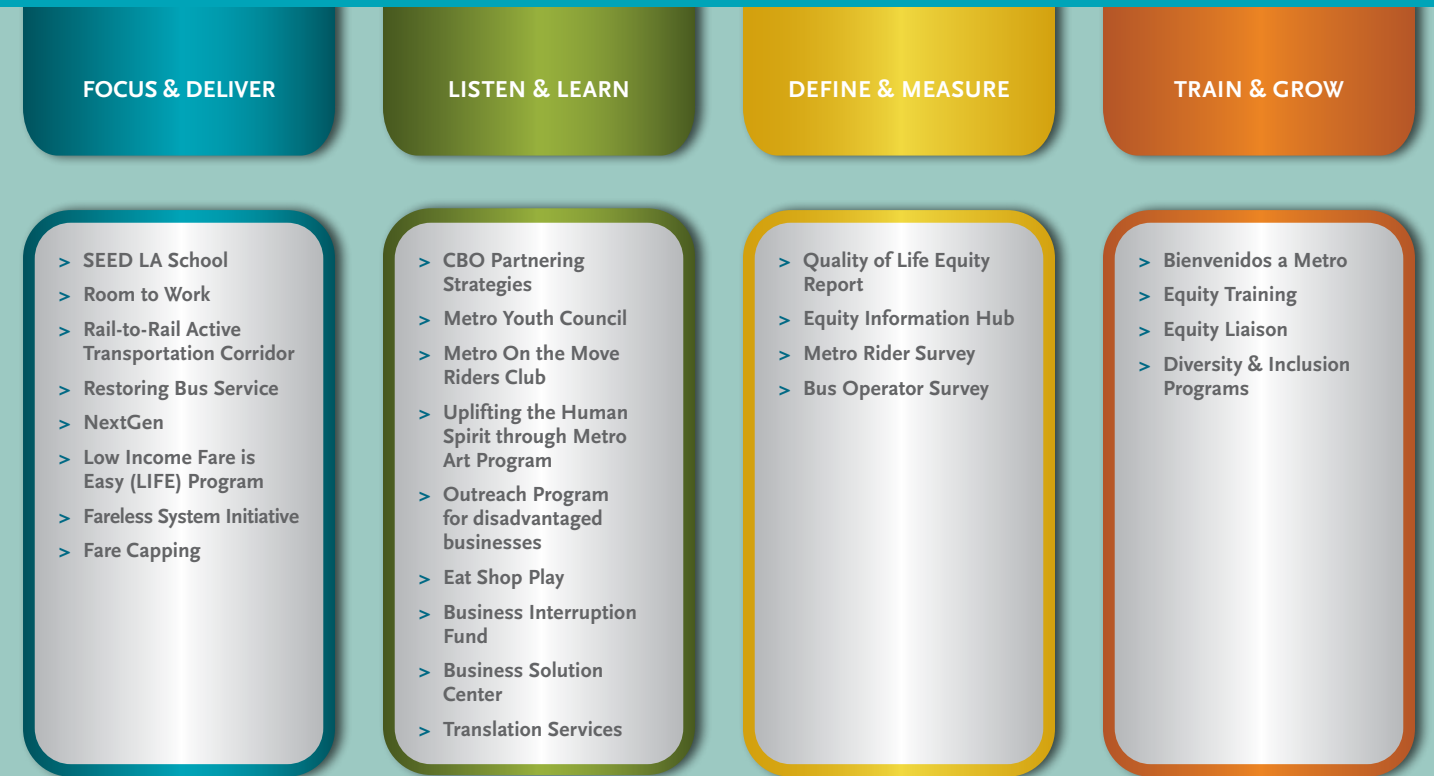 FOCUS & DELIVER
> SEED LA School
> Room to Work
> Rail-to-Rail Active
Transportation Corridor
> Restoring Bus Service
> NextGen
> Low Income Fare is
Easy (LIFE) Program
> Fareless System Initiative
> Fare Capping
LISTEN & LEARN
> CBO Partnering
Strategies
> Metro Youth Council
> Metro On the Move
Riders Club
> Uplifting the Human
Spirit through Metro
Art Program
> Outreach Program
for disadvantaged
businesses
> Eat Shop Play
> Business Interruption
Fund
> Business Solution
Center
> Translation Services
DEFINE & MEASURE
> Quality of Life Equity
Report
> Equity Information Hub
> Metro Rider Survey
> Bus Operator Survey
TRAIN & GROW
> Bienvenidos a Metro
> Equity Training
> Equity Liaison
> Diversity & Inclusion
Programs